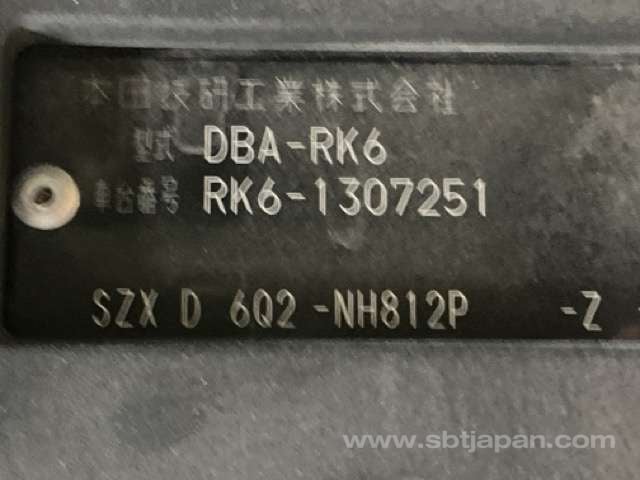 本田技研工業株式会社
型式 DBA-RK6
車台番号 RK6-1307251
SZX D 6Q2 -NH812P -Z
www.sbtjapan.com